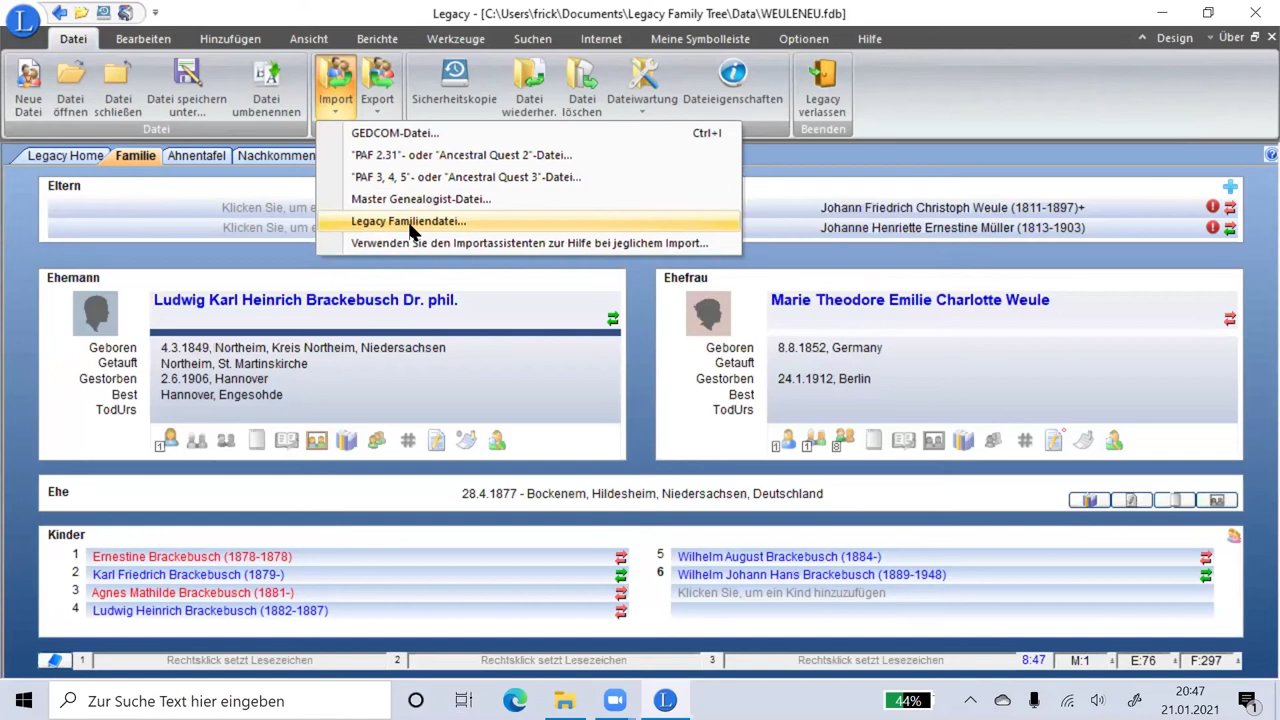 Legacy - [C:\Users\frick\Documents\Legacy Family Tree\Data\WEULENEU.fdb]
Datei Bearbeiten Hinzufügen Ansicht Berichte Werkzeuge Suchen Internet Meine Symbolleiste Optionen Hilfe Design Über
Neue Datei
Datei öffnen
Datei schließen
Datei speichern unter...
Datei umbenennen
Import
Export
Sicherheitskopie
Datei wiederher.
Datei löschen
Dateiwartung
Dateieigenschaften
Legacy verlassen
Datei
Beenden
GEDCOM-Datei... Ctrl+I
"PAF 2.31"- oder "Ancestral Quest 2"-Datei...
"PAF 3, 4, 5"- oder "Ancestral Quest 3"-Datei...
Master Genealogist-Datei...
Legacy Familiendatei...
Verwenden Sie den Importassistenten zur Hilfe bei jeglichem Import...
Legacy Home Familie Ahnentafel Nachkommen
Eltern
Klicken Sie, um e
Klicken Sie, um e
Johann Friedrich Christoph Weule (1811-1897)+
Johanne Henriette Ernestine Müller (1813-1903)
Ehemann
Ludwig Karl Heinrich Brackebusch Dr. phil.
Geboren 4.3.1849, Northeim, Kreis Northeim, Niedersachsen
Getauft Northeim, St. Martinskirche
Gestorben 2.6.1906, Hannover
Best Hannover, Engesohde
TodUrs
1
Ehefrau
Marie Theodore Emilie Charlotte Weule
Geboren 8.8.1852, Germany
Getauft
Gestorben 24.1.1912, Berlin
Best
TodUrs
1 1 8
Ehe 28.4.1877 - Bockenem, Hildesheim, Niedersachsen, Deutschland
Kinder
1 Ernestine Brackebusch (1878-1878)
2 Karl Friedrich Brackebusch (1879-)
3 Agnes Mathilde Brackebusch (1881-)
4 Ludwig Heinrich Brackebusch (1882-1887)
5 Wilhelm August Brackebusch (1884-)
6 Wilhelm Johann Hans Brackebusch (1889-1948)
Klicken Sie, um ein Kind hinzuzufügen
1 Rechtsklick setzt Lesezeichen 2 Rechtsklick setzt Lesezeichen 3 Rechtsklick setzt Lesezeichen 8:47 M:1 E:76 F:297
Zur Suche Text hier eingeben
44%
20:47
21.01.2021
1